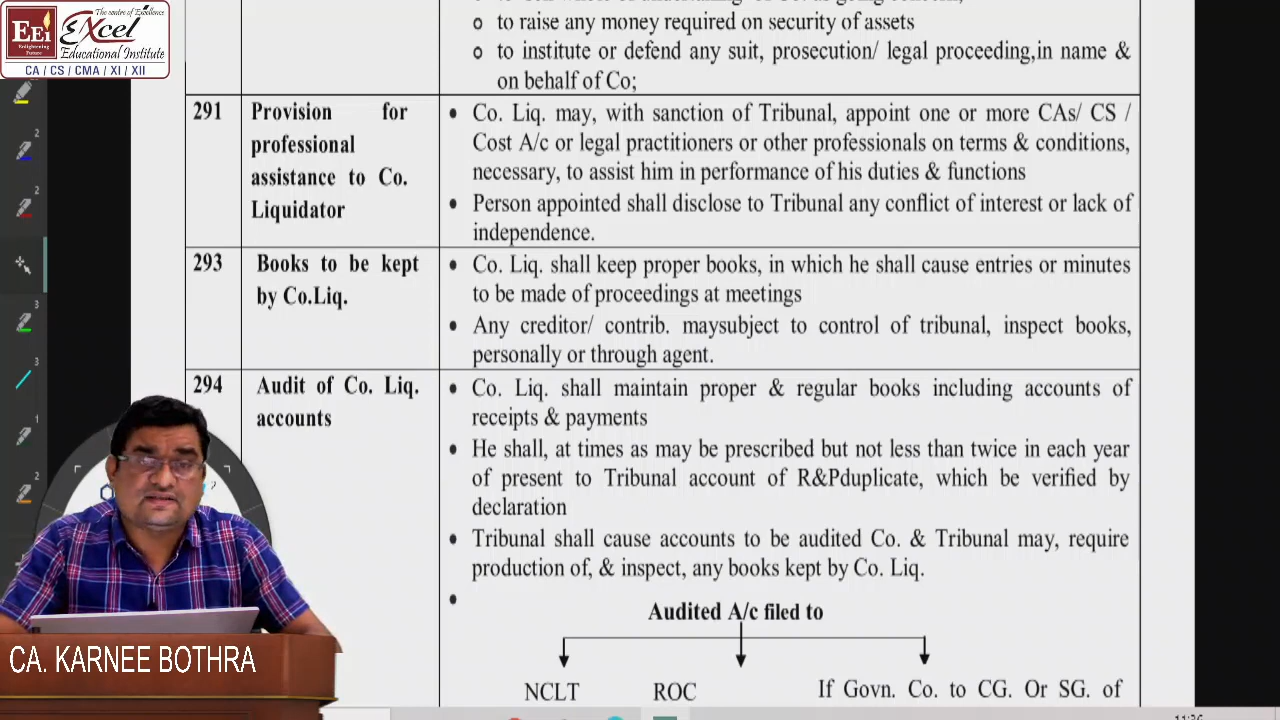 The centre of Excellence
EEi
Enlightening
EXcel
Educational Institute
CA / CS / CMA / XI / XII
o to raise any money required on security of assets
o to institute or defend any suit, prosecution/ legal proceeding,in name &
on behalf of Co;
291
Provision for
professional
assistance to Co.
Liquidator
• Co. Liq. may, with sanction of Tribunal, appoint one or more CAs/ CS /
Cost A/c or legal practitioners or other professionals on terms & conditions,
necessary, to assist him in performance of his duties & functions
• Person appointed shall disclose to Tribunal any conflict of interest or lack of
independence.
293
Books to be kept
by Co.Liq.
• Co. Liq. shall keep proper books, in which he shall cause entries or minutes
to be made of proceedings at meetings
• Any creditor/ contrib. maysubject to control of tribunal, inspect books,
personally or through agent.
294
Audit of Co. Liq.
accounts
• Co. Liq. shall maintain proper & regular books including accounts of
receipts & payments
• He shall, at times as may be prescribed but not less than twice in each year
of present to Tribunal account of R&Pduplicate, which be verified by
declaration
• Tribunal shall cause accounts to be audited Co. & Tribunal may, require
production of, & inspect, any books kept by Co. Liq.
•
Audited A/c filed to
NCLT ROC If Govn. Co. to CG. Or SG. of
CA. KARNEE BOTHRA